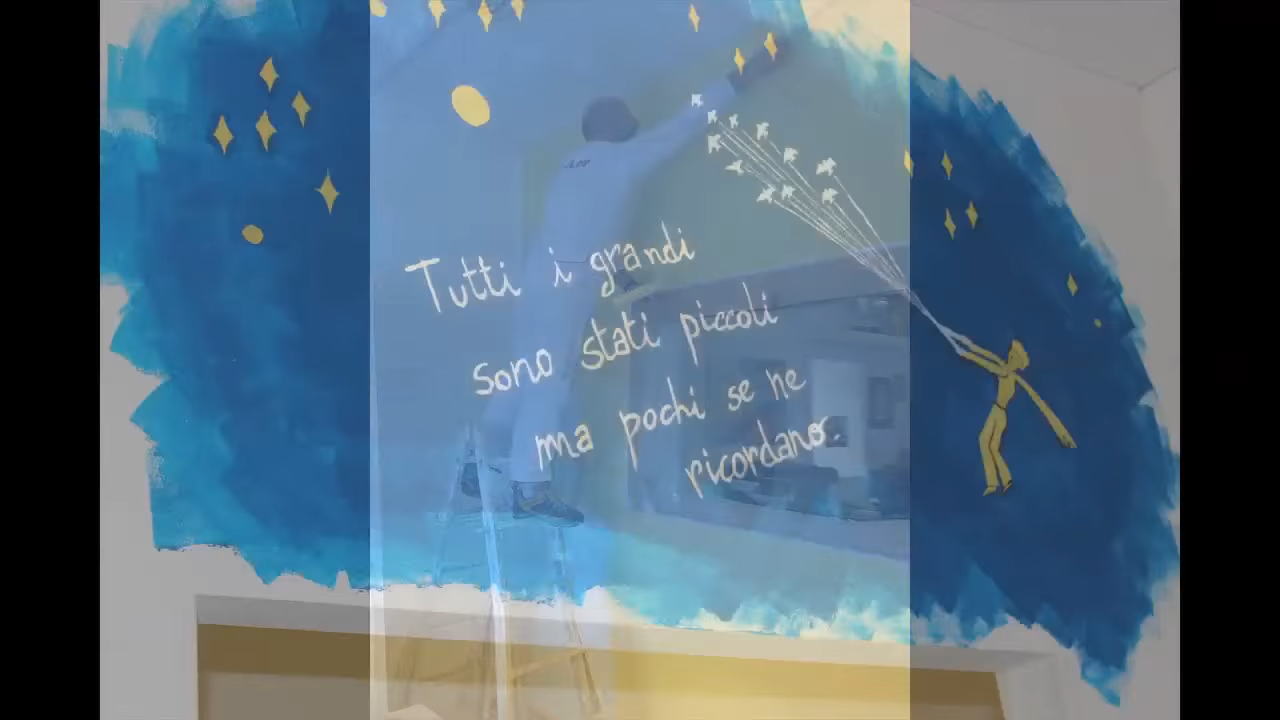 Tutti i grandi
sono stati piccoli
ma pochi se ne
ricordano